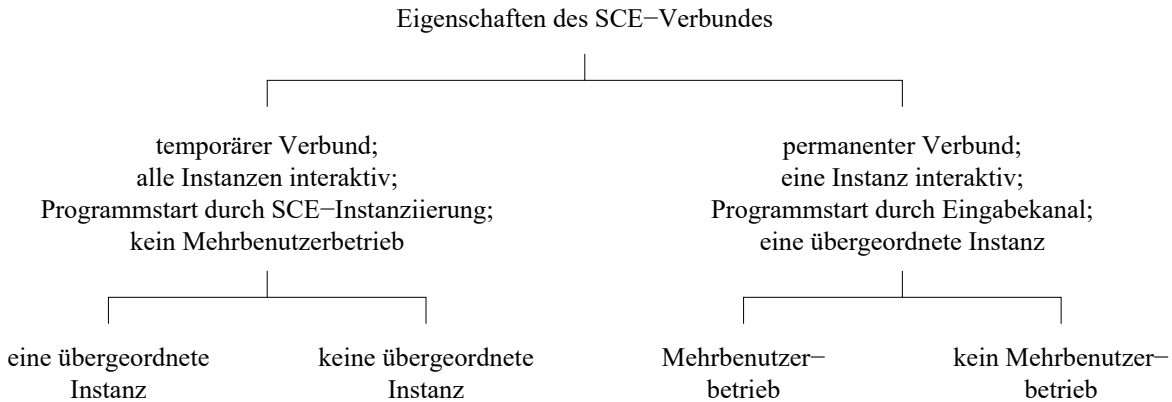 Eigenschaften des SCE−Verbundes
temporärer Verbund;
alle Instanzen interaktiv;
Programmstart durch SCE−Instanziierung;
kein Mehrbenutzerbetrieb
permanenter Verbund;
eine Instanz interaktiv;
Programmstart durch Eingabekanal;
eine übergeordnete Instanz
eine übergeordnete
Instanz
keine übergeordnete
Instanz
Mehrbenutzer−
betrieb
kein Mehrbenutzer−
betrieb